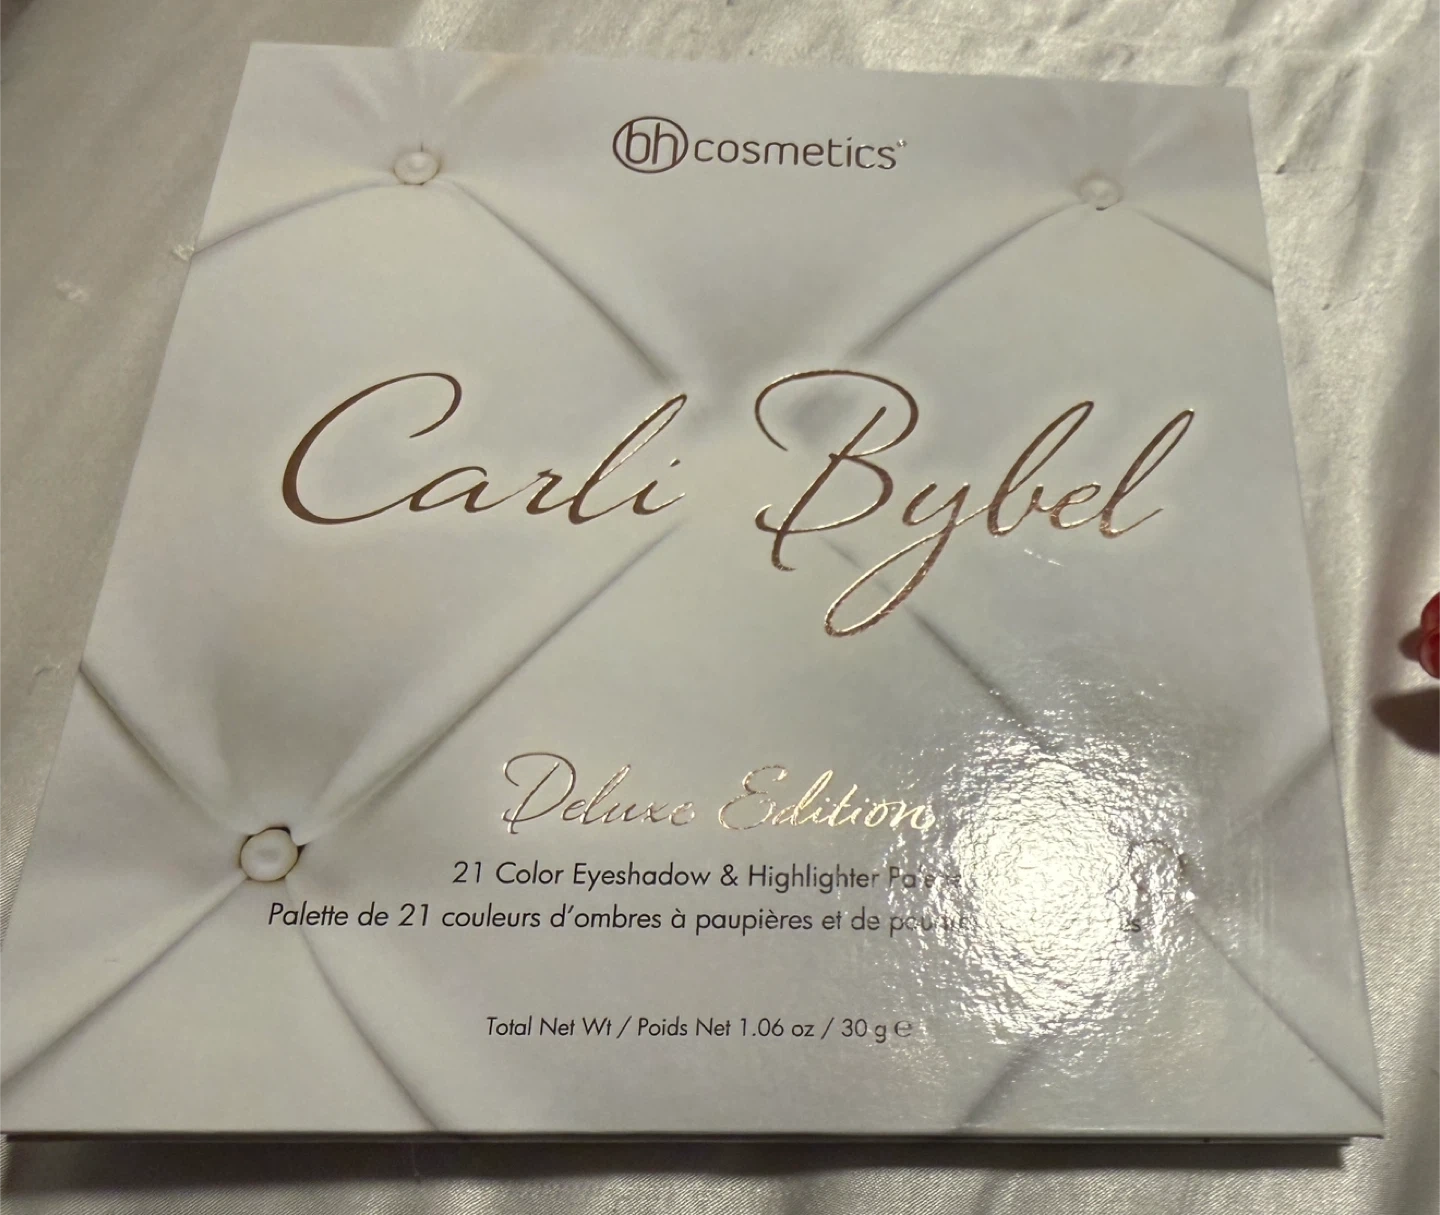 bh cosmetics®
Carli Bybel
Deluxe Edition
21 Color Eyeshadow & Highlighter
Palette de 21 couleurs d'ombres à paupières et de
Total Net Wt / Poids Net 1.06 oz / 30 g ℮